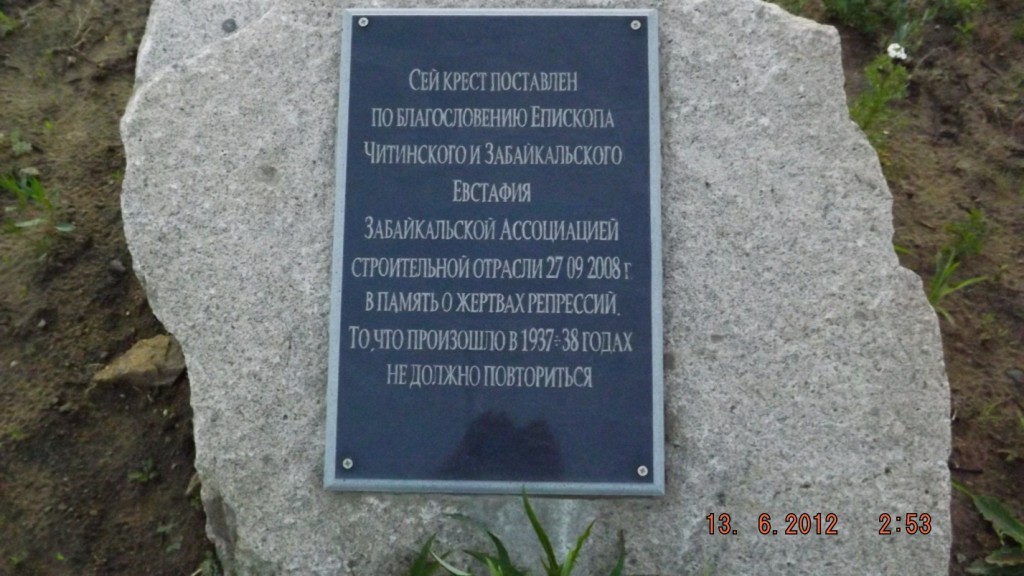 Сей крест поставлен
по благословению Епископа
Читинского и Забайкальского
Евстафия
Забайкальской Ассоциацией
строительной отрасли 27 09 2008 г.
в память о жертвах репрессий.
То, что произошло в 1937÷38 годах
не должно повториться
13. 6.2012 2:53